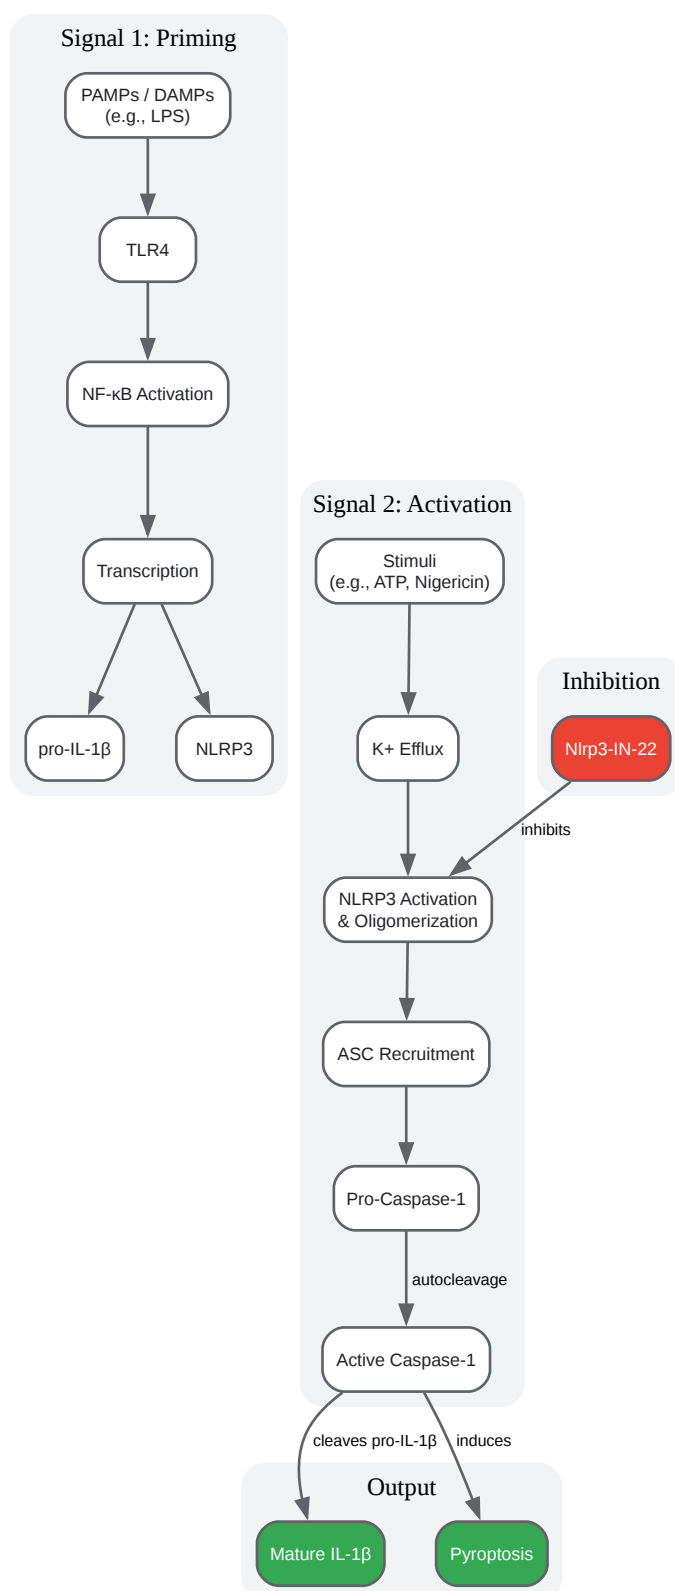 Signal 1: Priming
PAMPs / DAMPs
(e.g., LPS)
TLR4
NF-κB Activation
Transcription
pro-IL-1β
NLRP3
Signal 2: Activation
Stimuli
(e.g., ATP, Nigericin)
K+ Efflux
Inhibition
Nlrp3-IN-22
inhibits
NLRP3 Activation
& Oligomerization
ASC Recruitment
Pro-Caspase-1
autocleavage
Active Caspase-1
cleaves pro-IL-1β
induces
Output
Mature IL-1β
Pyroptosis